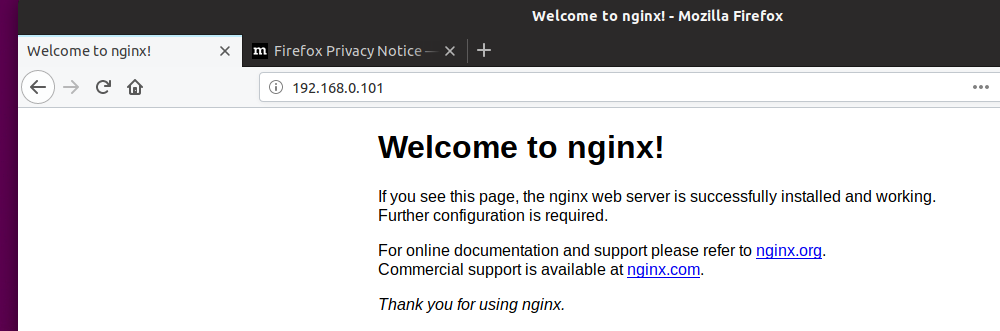 Welcome to nginx! - Mozilla Firefox
Welcome to nginx!
m Firefox Privacy Notice —
192.168.0.101
Welcome to nginx!
If you see this page, the nginx web server is successfully installed and working.
Further configuration is required.
For online documentation and support please refer to nginx.org.
Commercial support is available at nginx.com.
Thank you for using nginx.